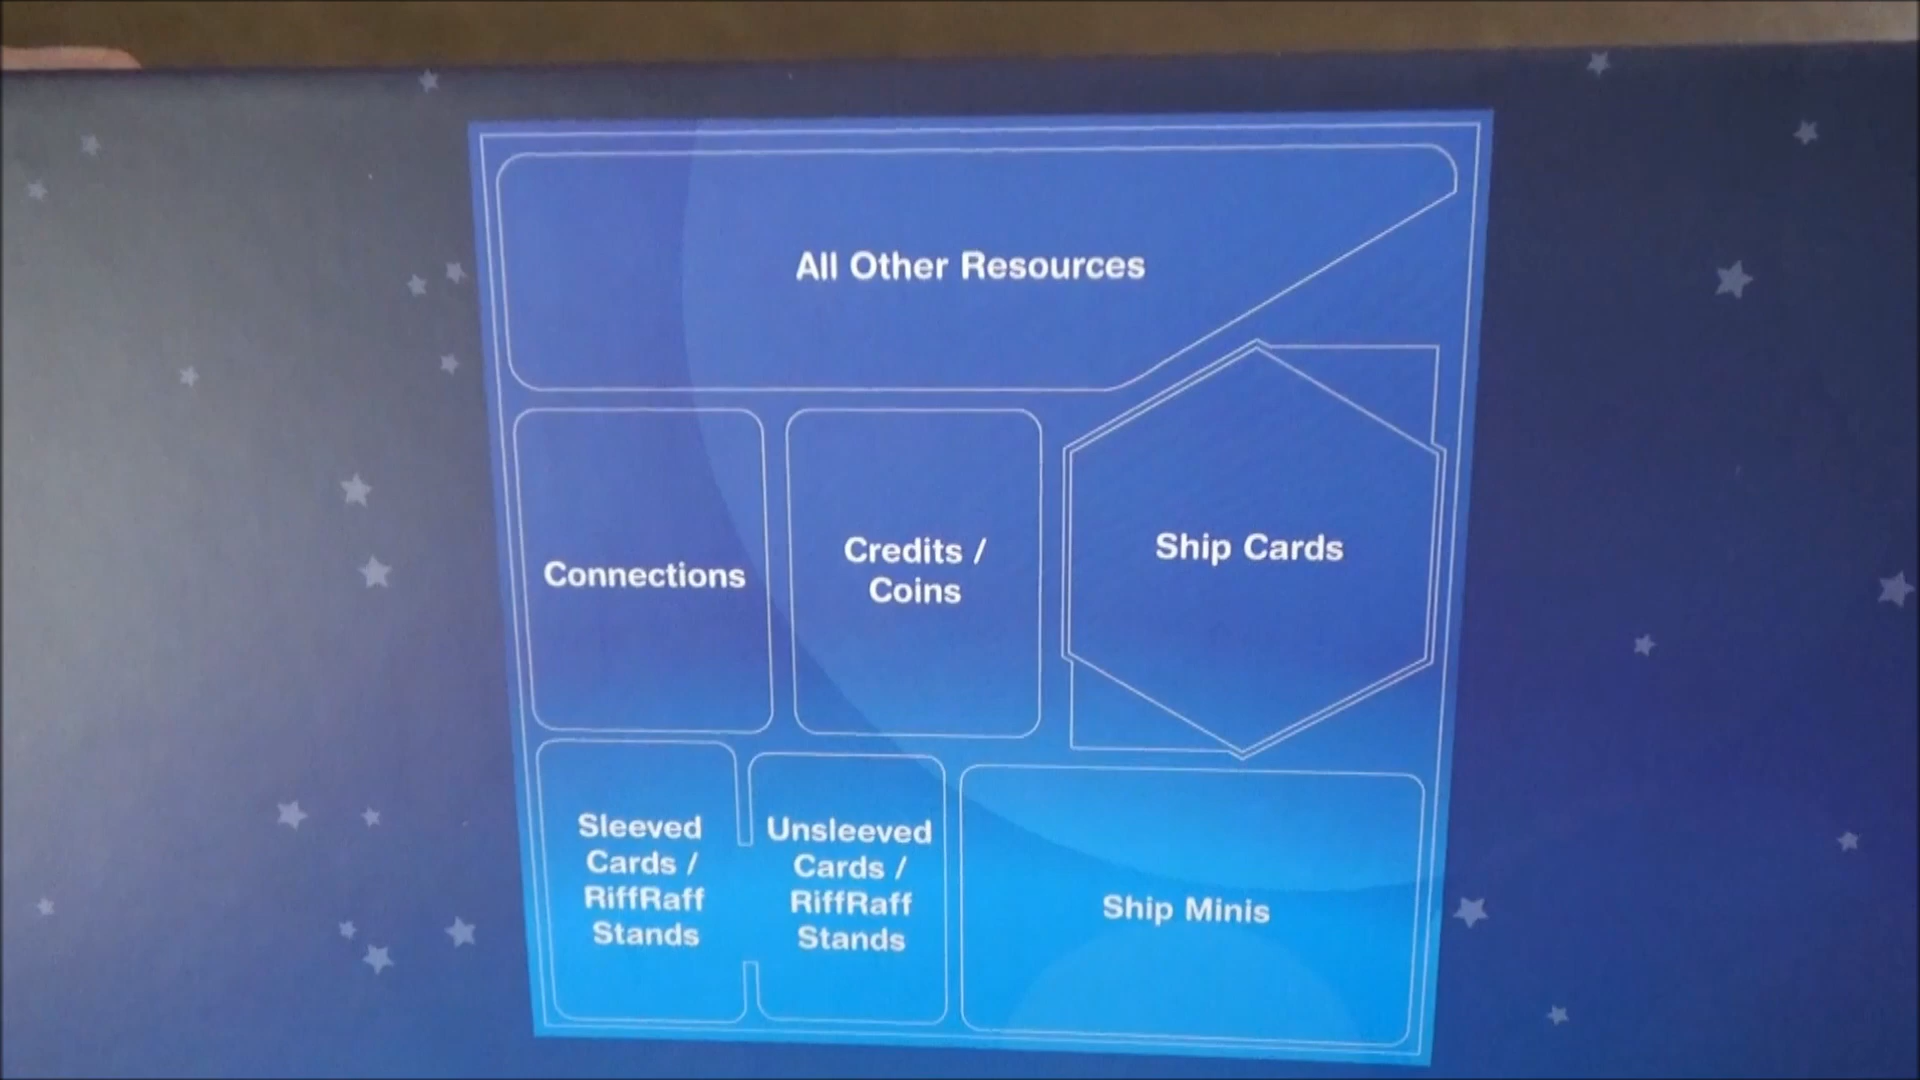 All Other Resources
Connections
Credits /
Coins
Ship Cards
Sleeved
Cards /
RiffRaff
Stands
Unsleeved
Cards /
RiffRaff
Stands
Ship Minis